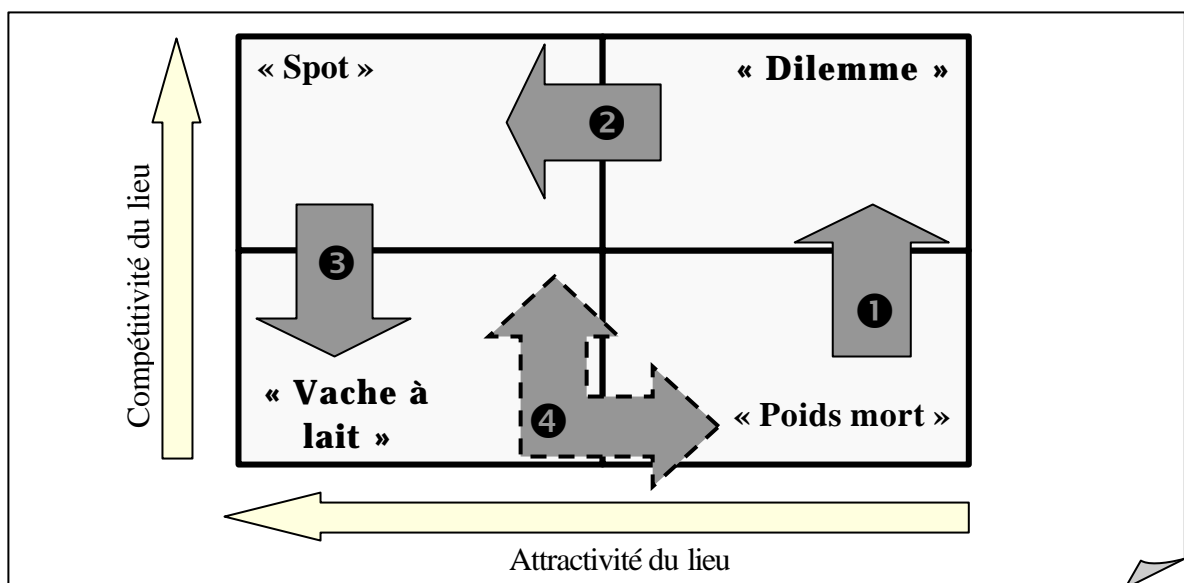 « Spot »
« Dilemme »
❷
Compétitivité du lieu
❸
❶
« Vache à
lait »
❹
« Poids mort »
Attractivité du lieu